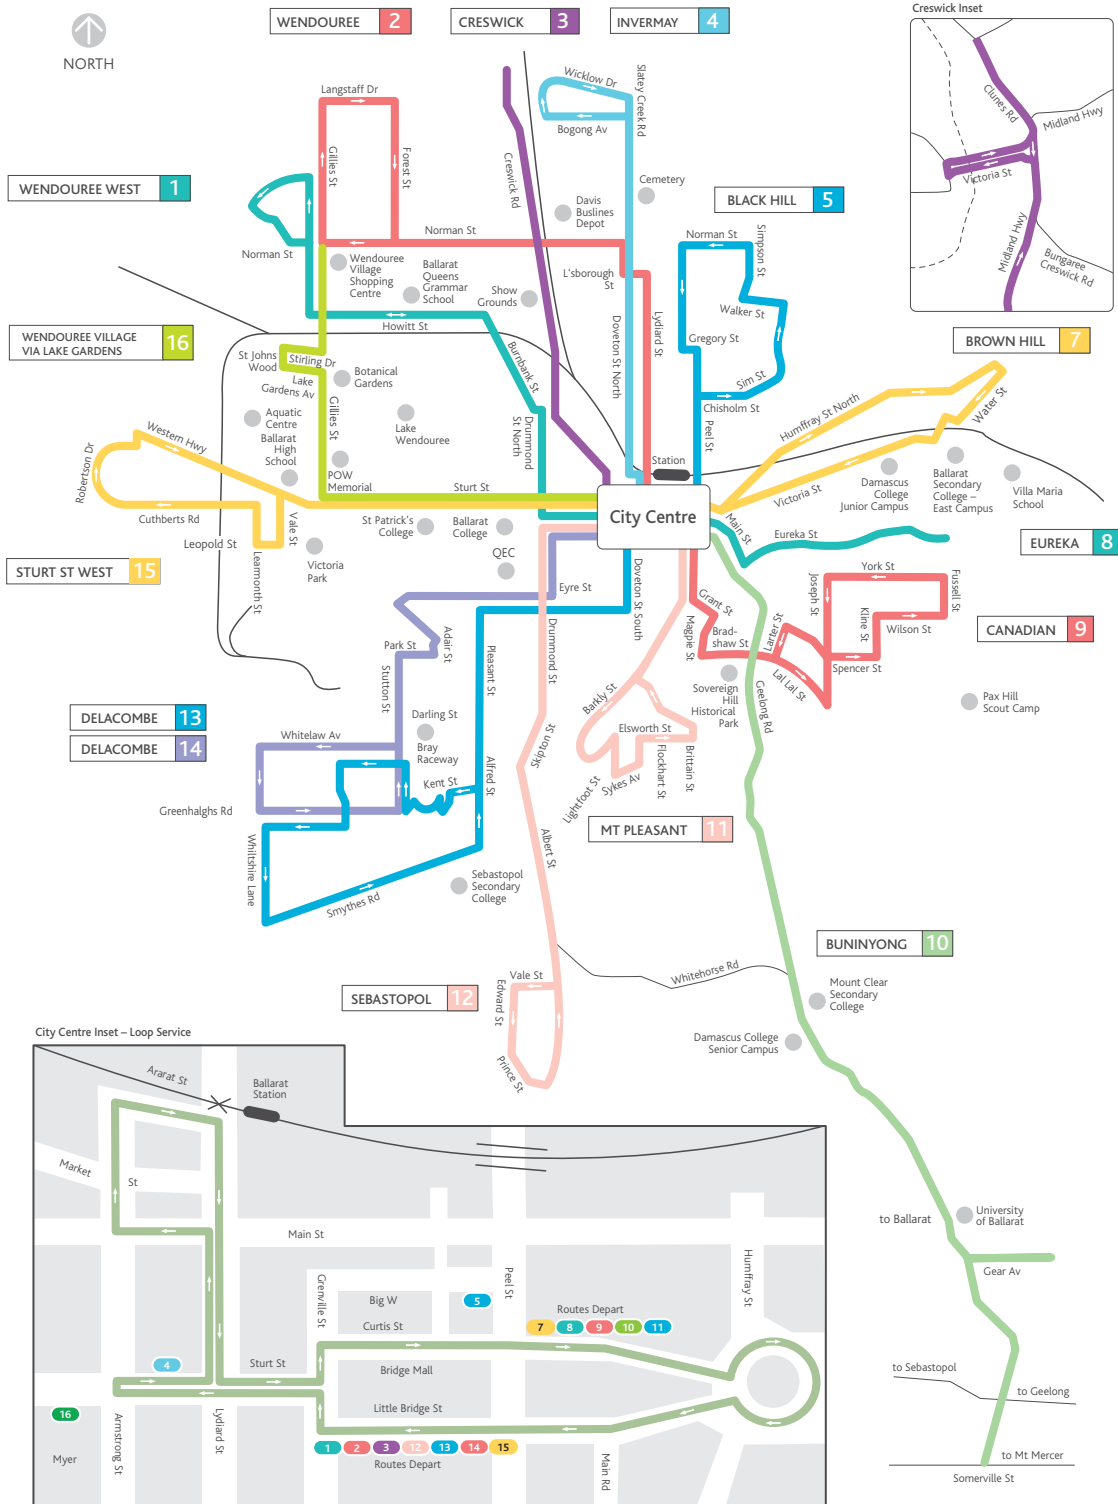 WENDOUREE 2
CRESWICK 3
INVERMAY 4
Creswick Inset
NORTH
Clunes Rd
Midland Hwy
Victoria St
Midland Hwy
Bungaree
Creswick Rd
Wicklow Dr
Slatey Creek Rd
Bogong Av
Langstaff Dr
Gillies St
Forest St
Creswick Rd
WENDOUREE WEST 1
Cemetery
Davis
Buslines
Depot
BLACK HILL 5
Norman St
Norman St
Norman St
Simpson St
Wendouree
Village
Shopping
Centre
Ballarat
Queens
Grammar
School
Show
Grounds
L'sborough
St
Walker St
Howitt St
Lydiard St
Doveton St North
Gregory St
WENDOUREE VILLAGE
VIA LAKE GARDENS
16
BROWN HILL 7
St Johns
Wood
Stirling Dr
Lake
Gardens Av
Botanical
Gardens
Burnbank St
Sim St
Chisholm St
Water St
Humffray St North
Gillies St
Aquatic
Centre
Lake
Wendouree
Drummond
St North
Peel St
Western Hwy
Ballarat
High
School
Robertson Dr
POW
Memorial
Station
Sturt St
Victoria St
Damascus
College
Junior Campus
Ballarat
Secondary
College –
East Campus
Villa Maria
School
Cuthberts Rd
Vale St
Leopold St
St Patrick's
College
Ballarat
College
City Centre
Main St
Eureka St
EUREKA 8
Victoria
Park
QEC
STURT ST WEST 15
Learmonth St
Eyre St
Doveton St South
York St
Joseph St
Fussell St
Grant St
Kline St
Wilson St
CANADIAN 9
Drummond St
Magpie St
Brad-
shaw St
Larter St
Park St
Adair St
Pleasant St
Spencer St
Lal Lal St
Stutton St
Barkly St
Sovereign
Hill
Historical
Park
Geelong Rd
Pax Hill
Scout Camp
DELACOMBE 13
DELACOMBE 14
Darling St
Bray
Raceway
Whitelaw Av
Skipton St
Elsworth St
Flockhart St
Brittain St
Alfred St
Kent St
Lightfoot St
Sykes Av
Greenhalghs Rd
MT PLEASANT 11
Albert St
Whiltshire Lane
Smythes Rd
Sebastopol
Secondary
College
BUNINYONG 10
Whitehorse Rd
Vale St
Edward St
SEBASTOPOL 12
Mount Clear
Secondary
College
Damascus College
Senior Campus
Prince St
City Centre Inset – Loop Service
Ararat St
Ballarat
Station
Market
St
Main St
Grenville St
Peel St
Humffray St
Big W
5
Curtis St
Routes Depart
7 8 9 10 11
4
Sturt St
Bridge Mall
Little Bridge St
16
Armstrong St
Lydiard St
Myer
1 2 3 12 13 14 15
Routes Depart
Main Rd
to Ballarat
University
of Ballarat
Gear Av
to Sebastopol
to Geelong
to Mt Mercer
Somerville St